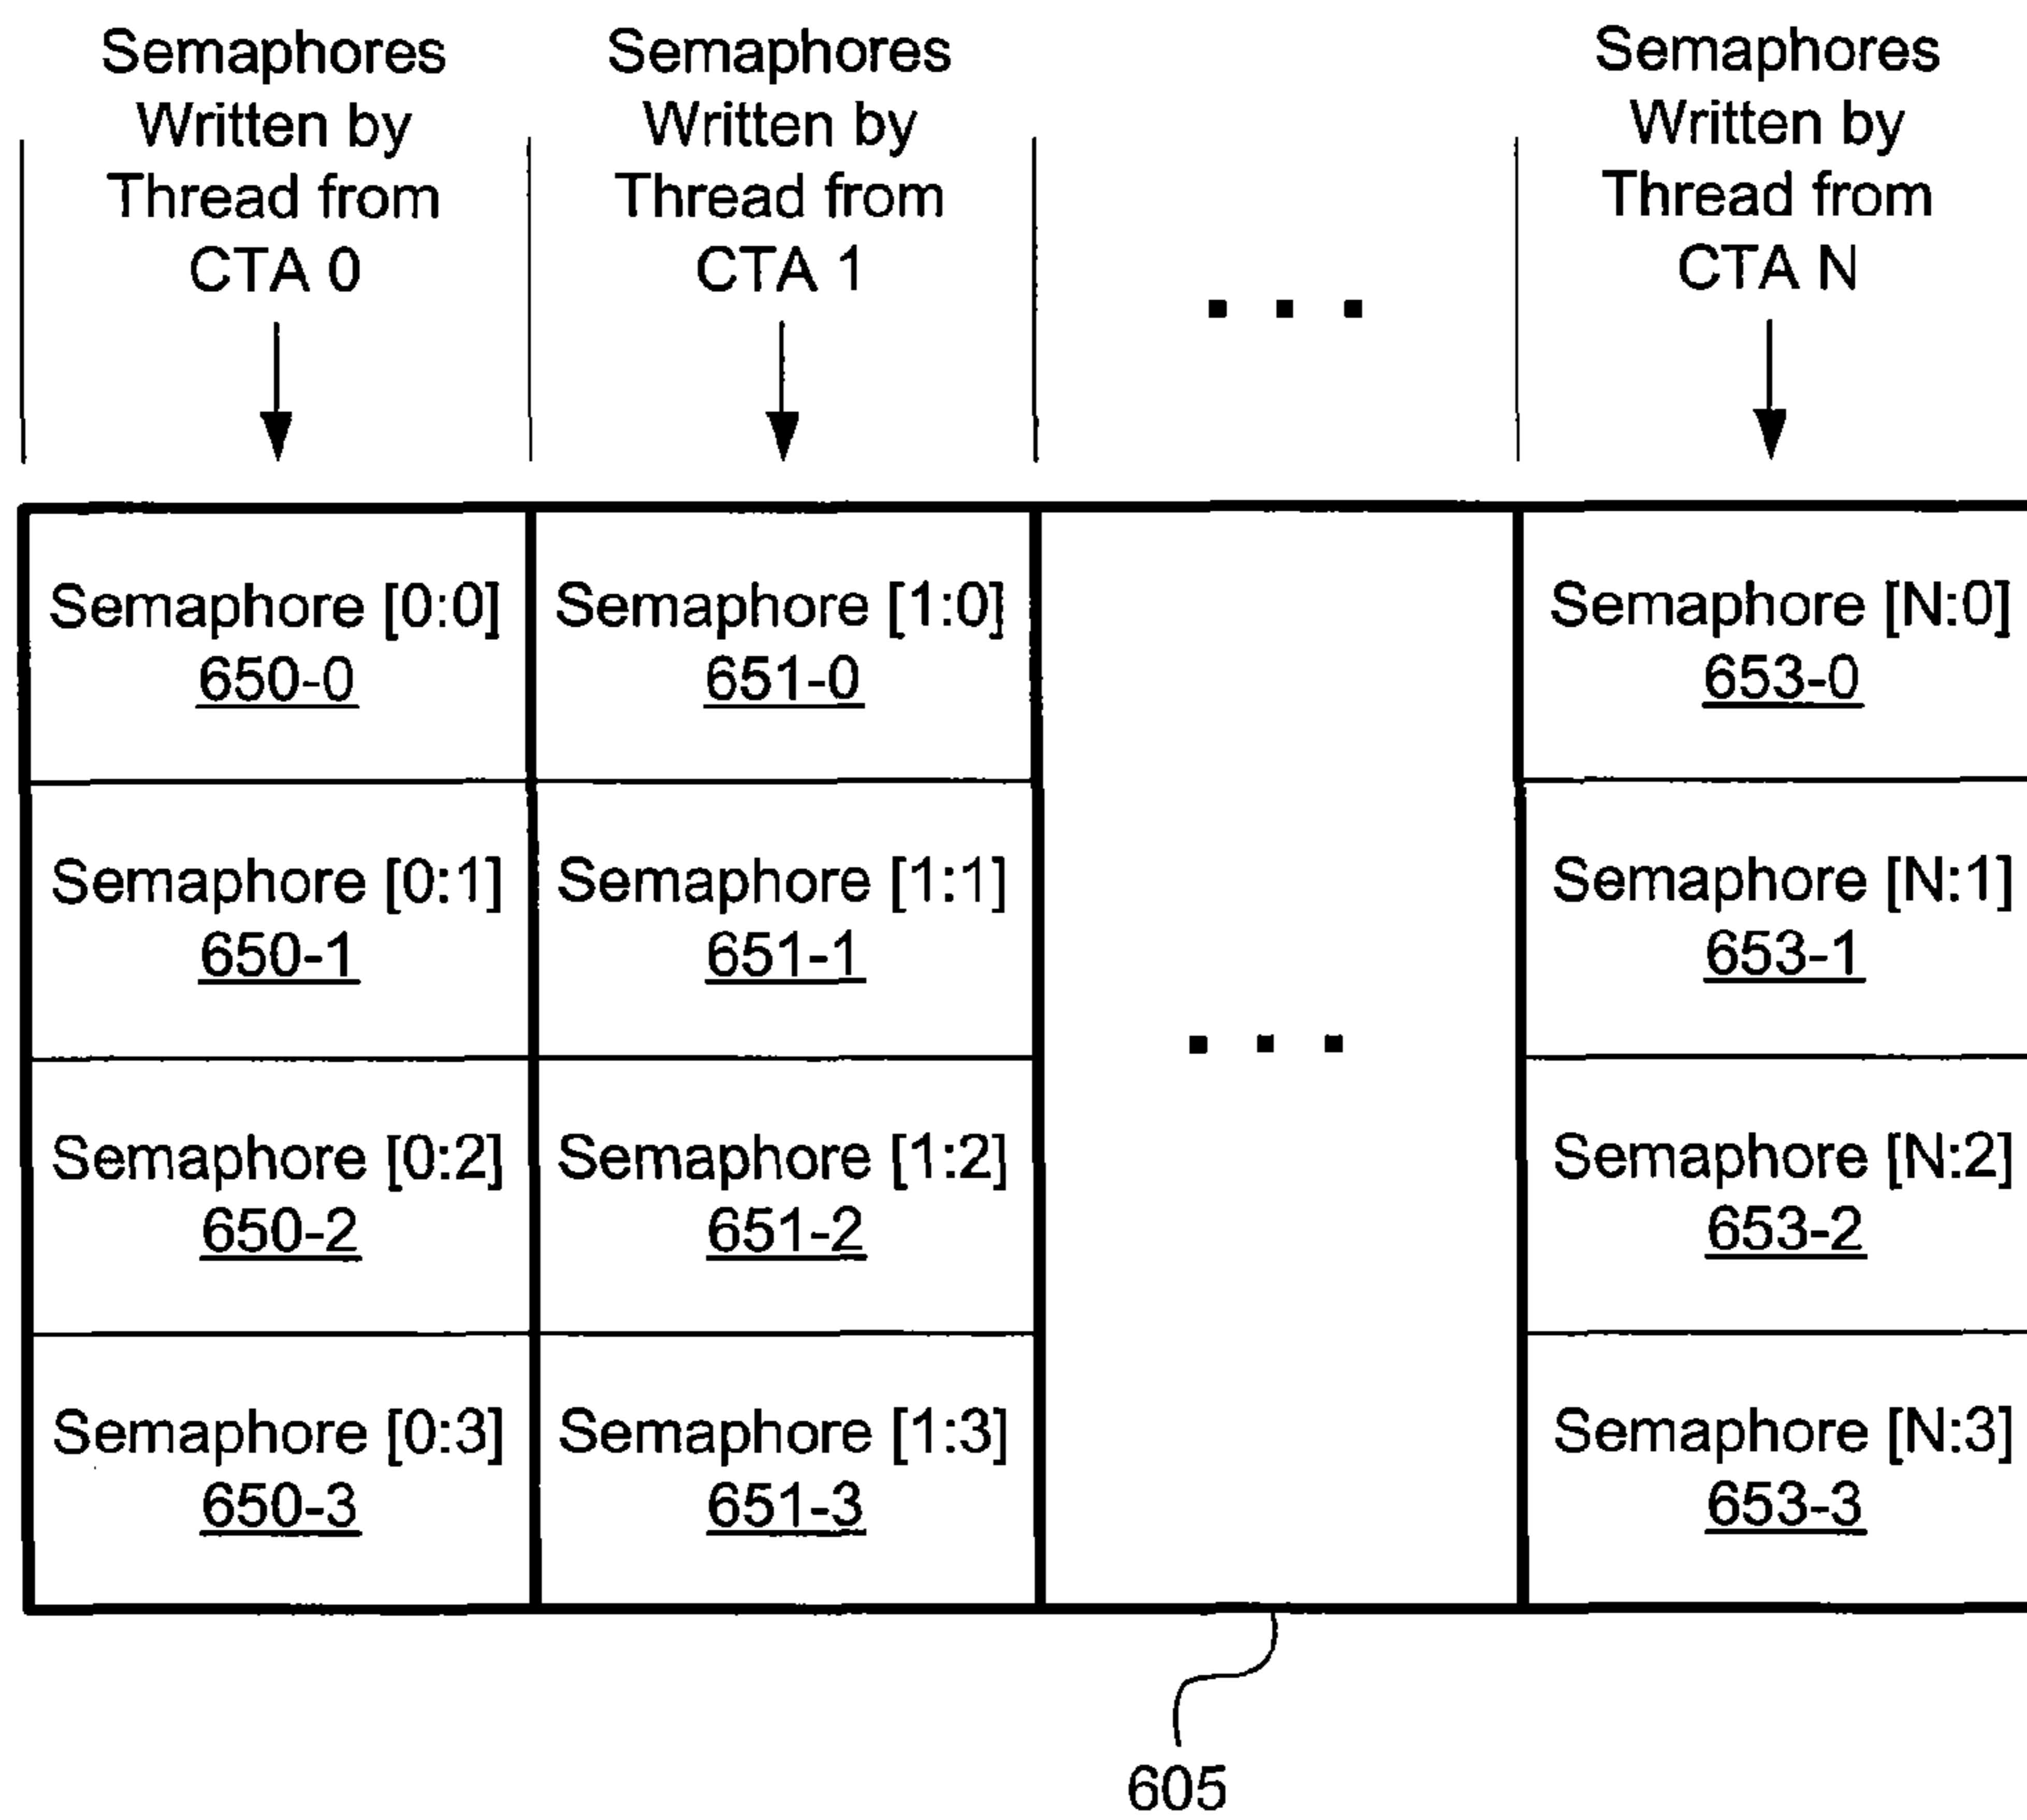 Semaphores
Written by
Thread from
CTA 0
Semaphores
Written by
Thread from
CTA 1
. . .
Semaphores
Written by
Thread from
CTA N
Semaphore [0:0]
650-0
Semaphore [1:0]
651-0
Semaphore [N:0]
653-0
Semaphore [0:1]
650-1
Semaphore [1:1]
651-1
Semaphore [N:1]
653-1
. . .
Semaphore [0:2]
650-2
Semaphore [1:2]
651-2
Semaphore [N:2]
653-2
Semaphore [0:3]
650-3
Semaphore [1:3]
651-3
Semaphore [N:3]
653-3
605